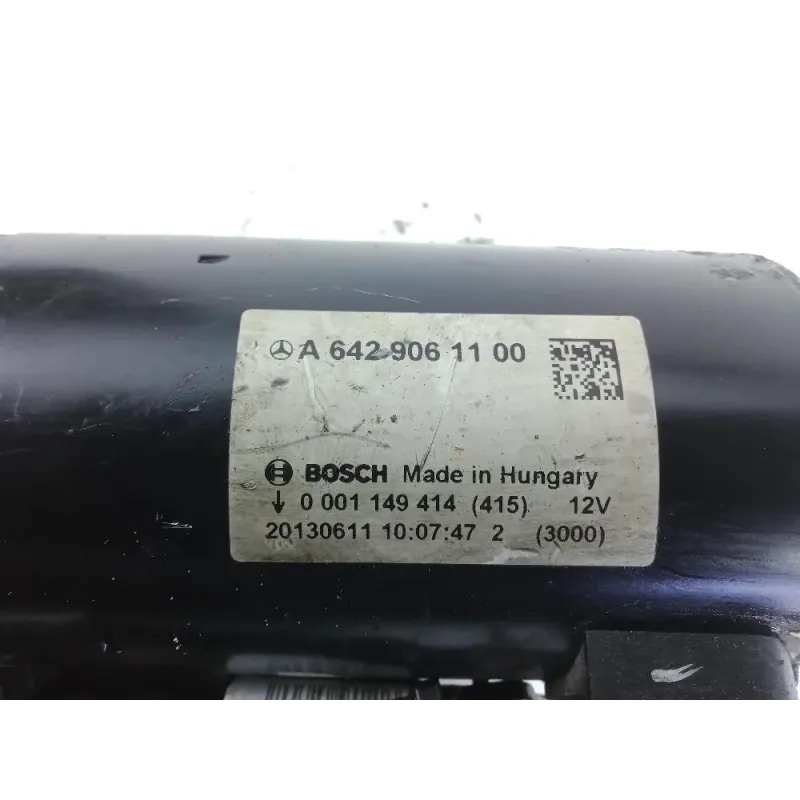 A 642 906 11 00
BOSCH Made in Hungary
↓ 0 001 149 414 (415) 12V
20130611 10:07:47 2 (3000)